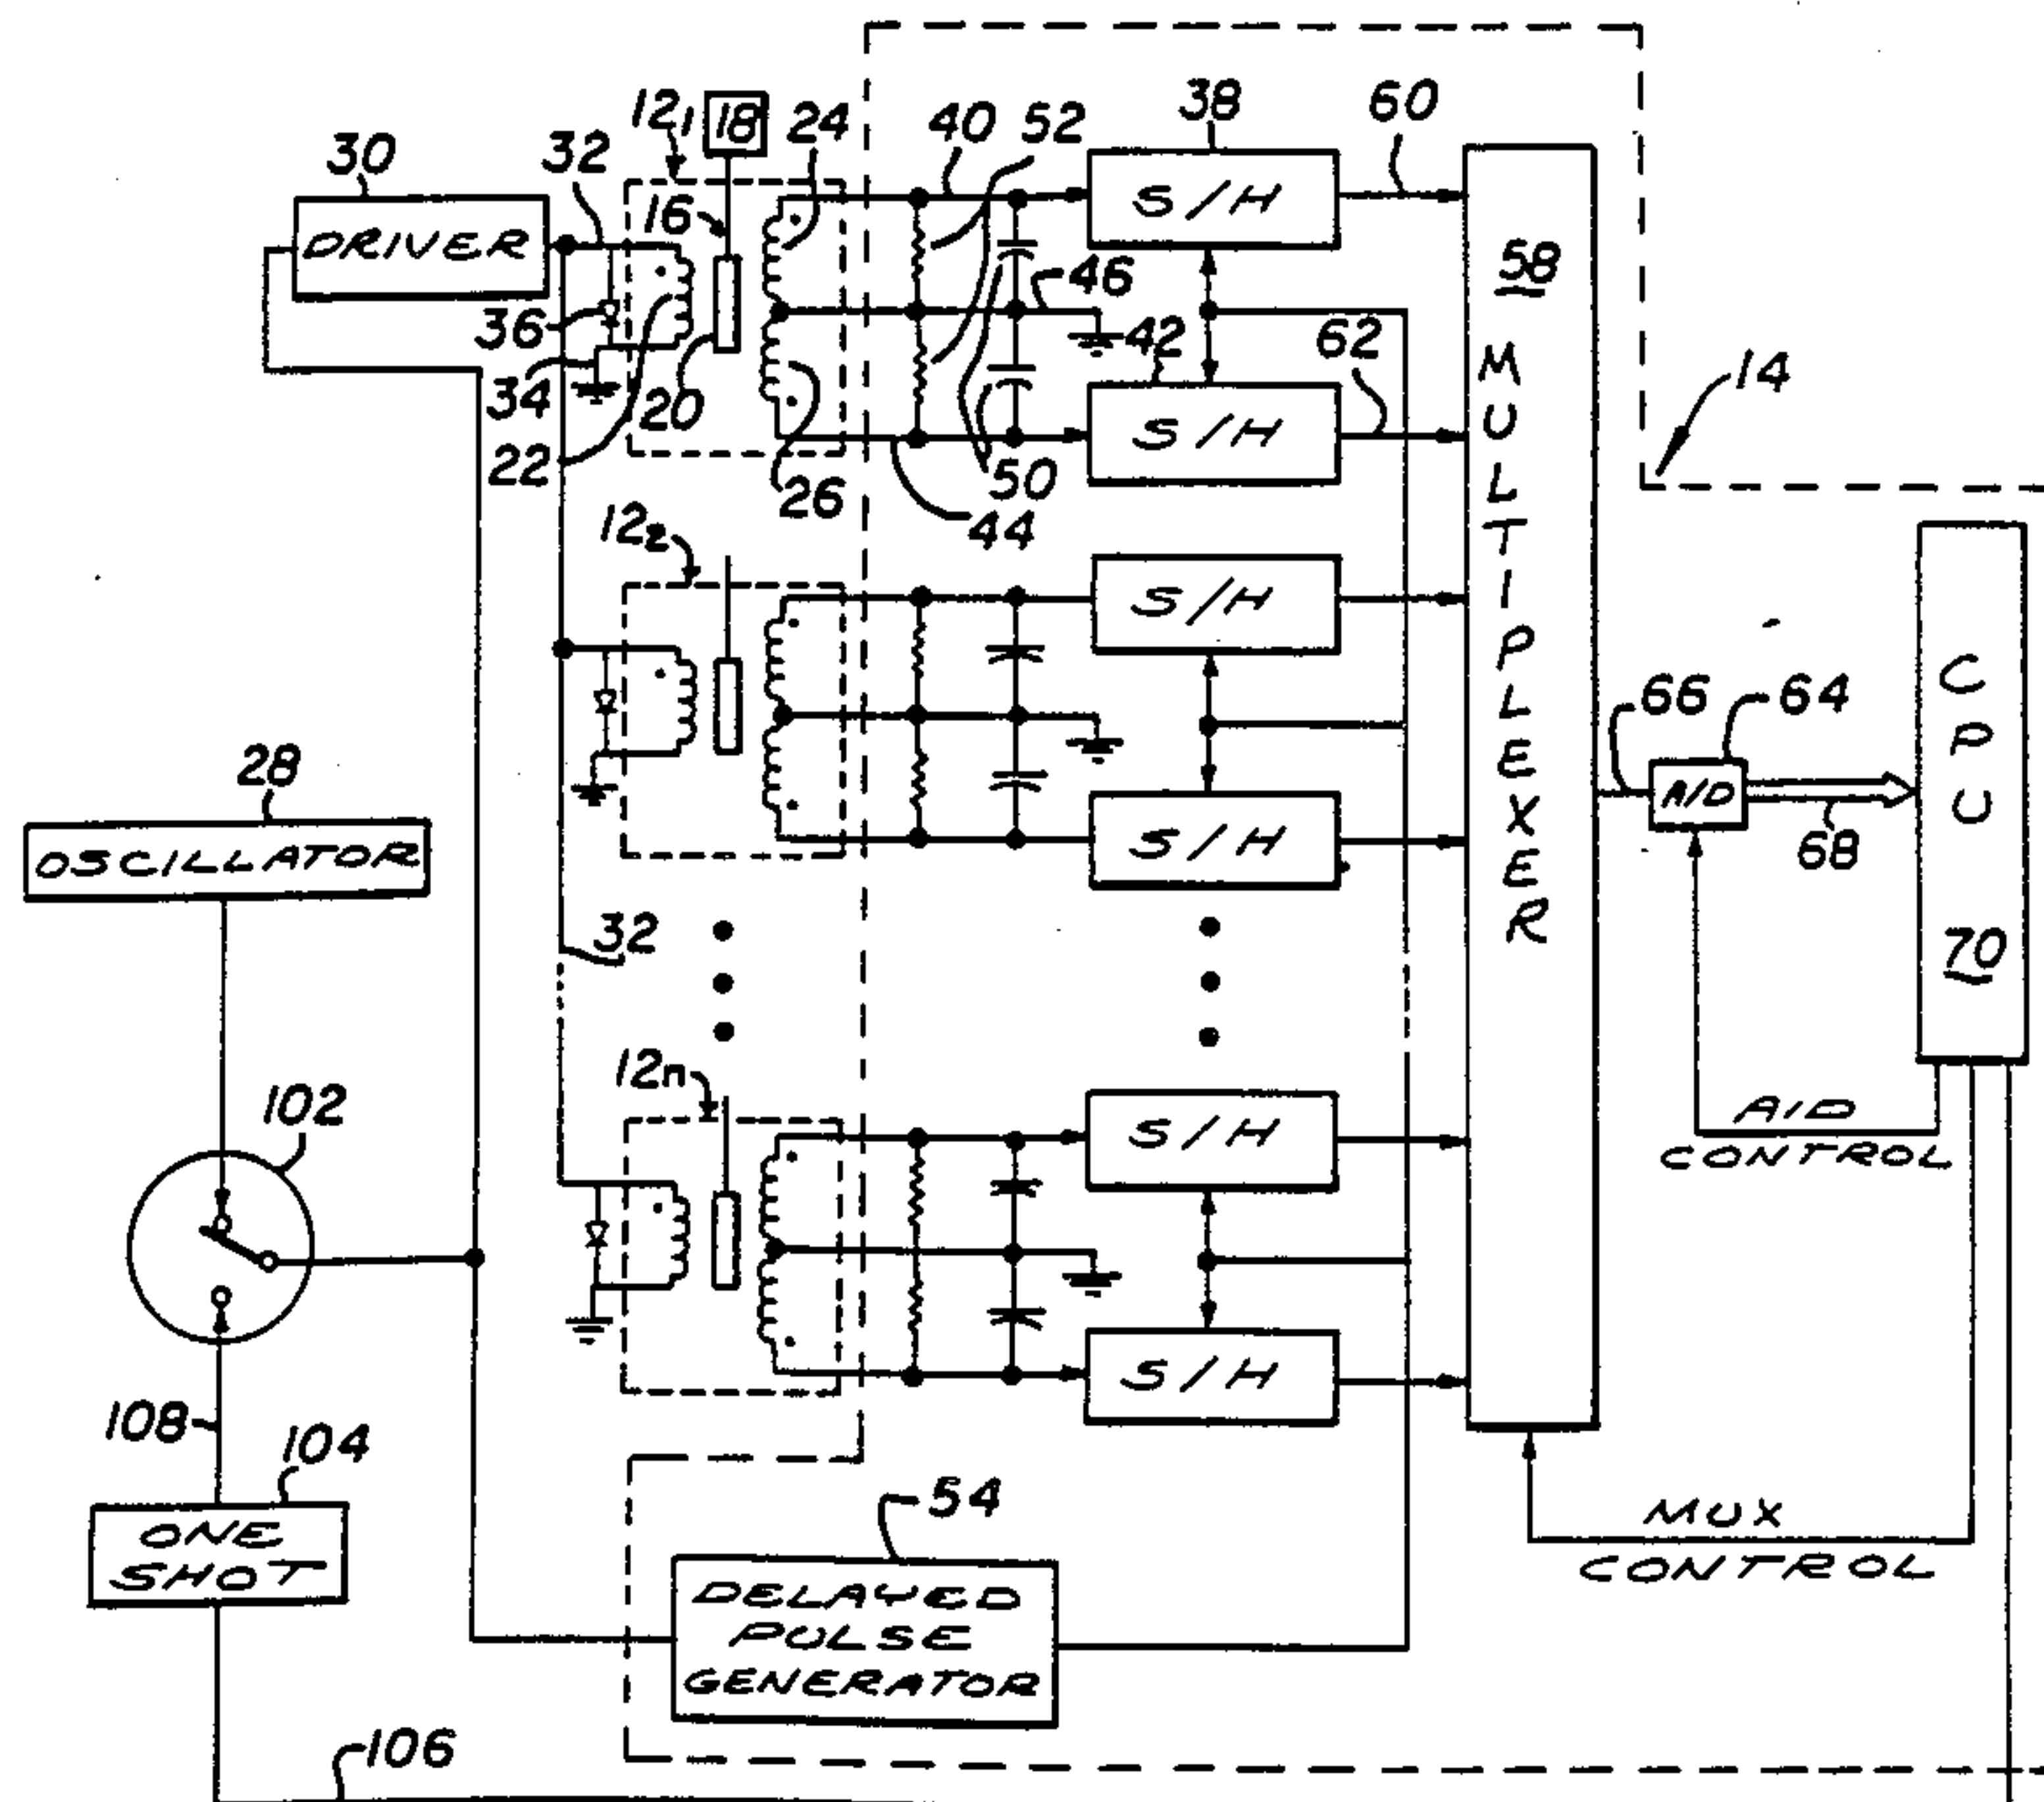 12₁
18
24
40
52
38
60
30
32
16
S/H
58
DRIVER
36
46
34
20
42
62
MULTIPLEXER
14
S/H
22
26
50
44
12₂
S/H
CPU
66
64
28
A/D
OSCILLATOR
S/H
68
32
70
12n
102
A/D
CONTROL
S/H
108
104
S/H
54
MUX
CONTROL
ONE
SHOT
DELAYED
PULSE
GENERATOR
106